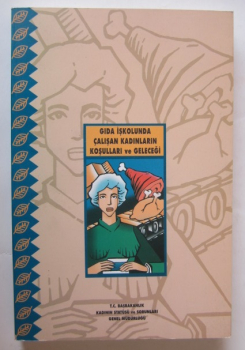 GIDA İŞKOLUNDA
ÇALIŞAN KADINLARIN
KOŞULLARI ve GELECEĞİ
T.C. BAŞBAKANLIK
KADININ STATÜSÜ ve SORUNLARI
GENEL MÜDÜRLÜĞÜ